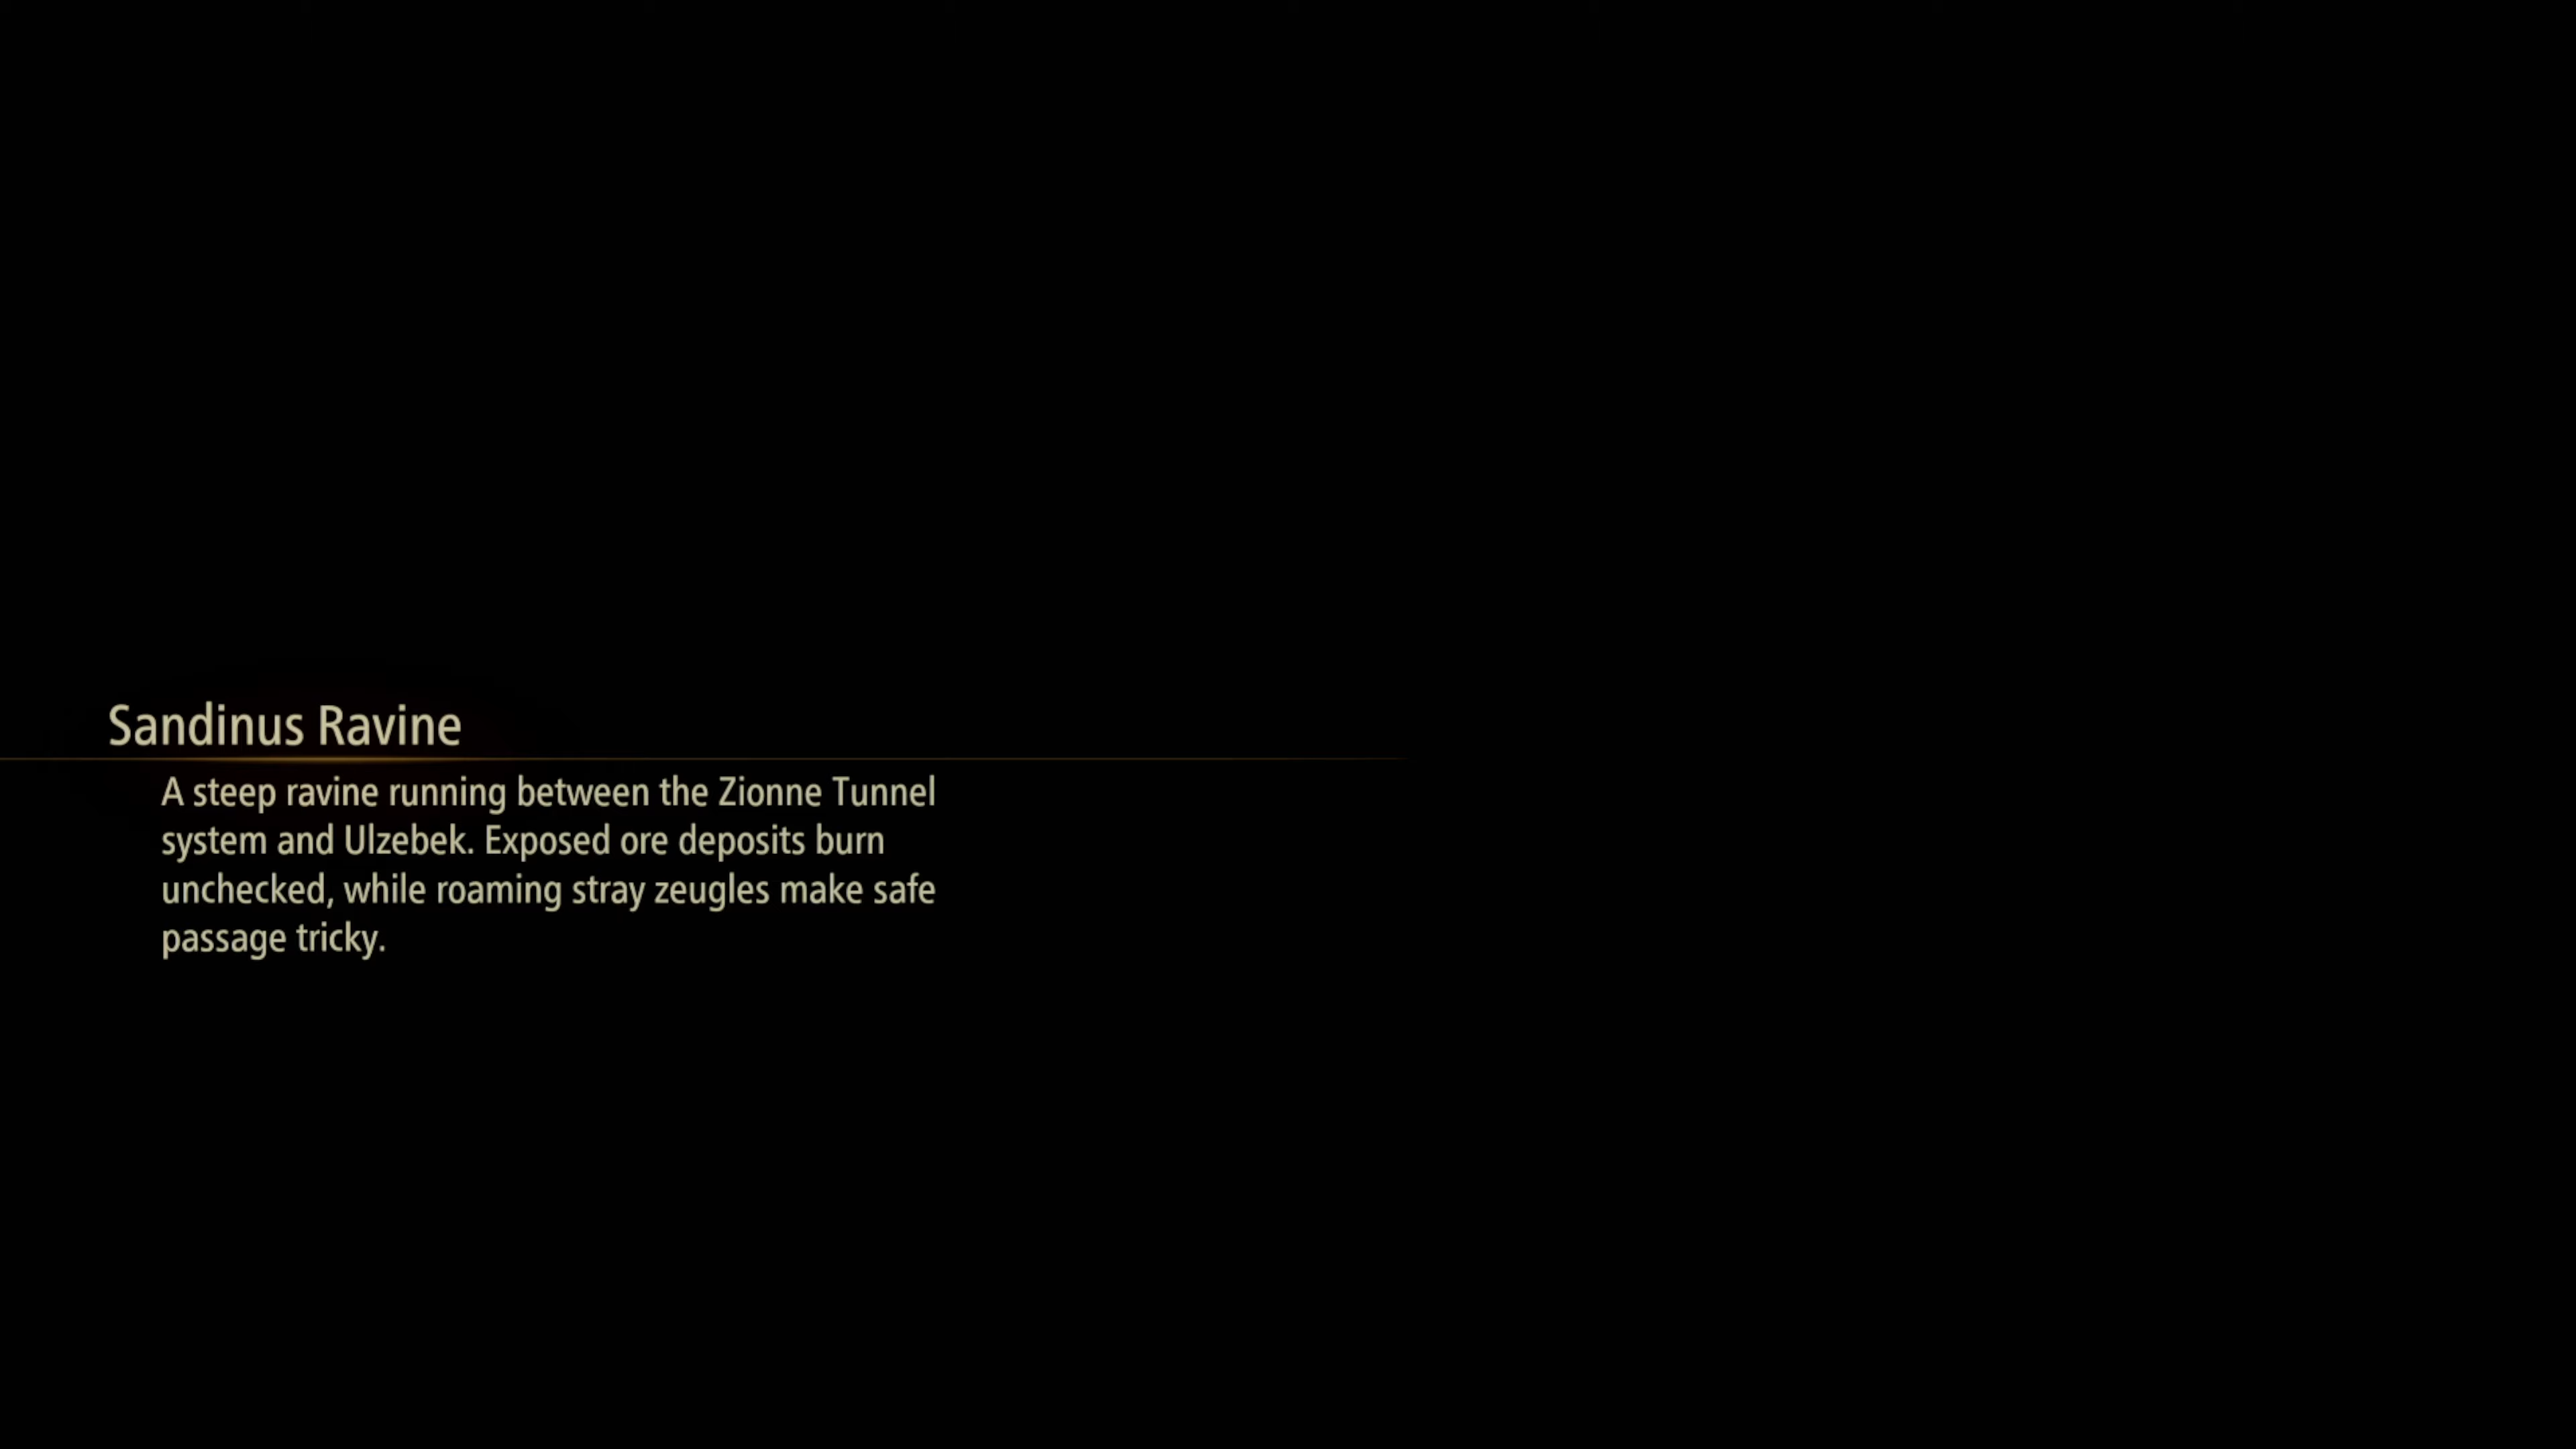 Sandinus Ravine
A steep ravine running between the Zionne Tunnel
system and Ulzebek. Exposed ore deposits burn
unchecked, while roaming stray zeugles make safe
passage tricky.